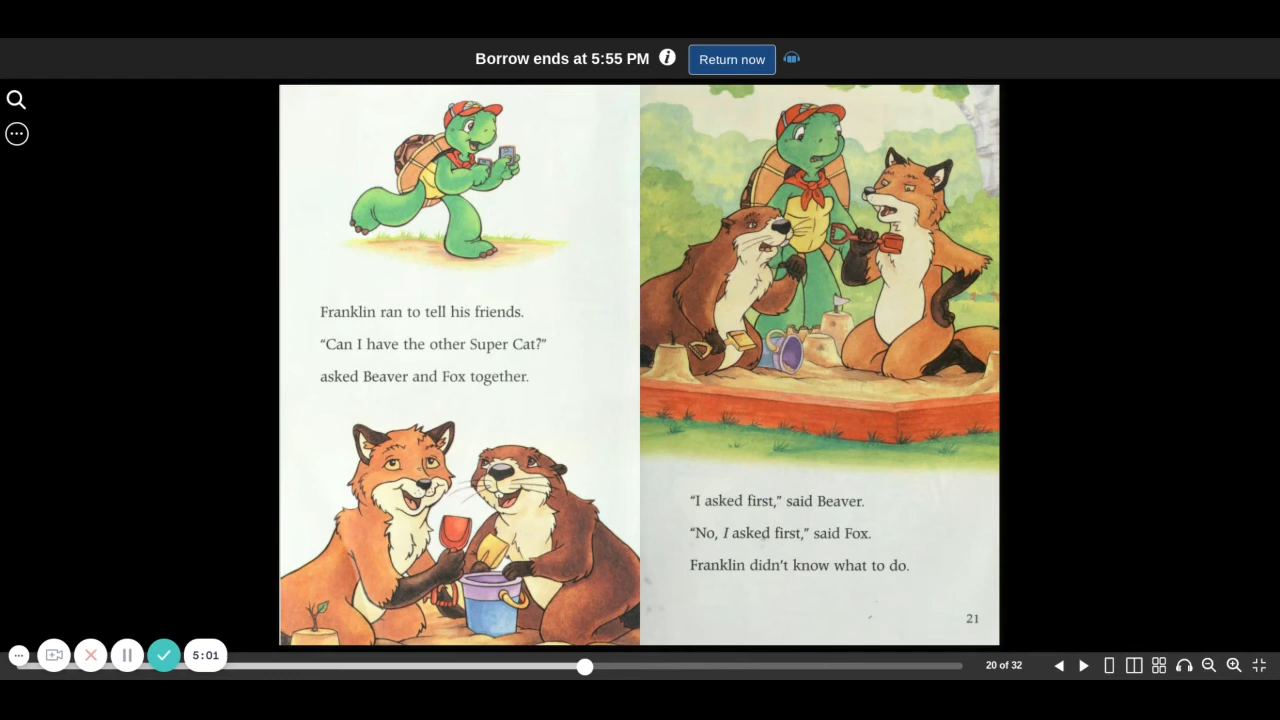 Borrow ends at 5:55 PM
Return now
Franklin ran to tell his friends.
“Can I have the other Super Cat?”
asked Beaver and Fox together.
“I asked first,” said Beaver.
“No, I asked first,” said Fox.
Franklin didn’t know what to do.
21
5:01
20 of 32